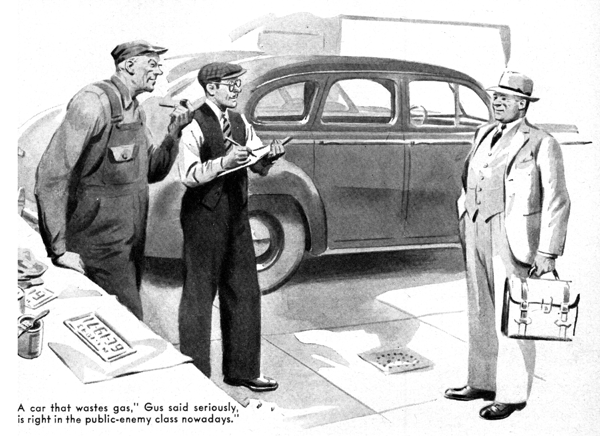 A car that wastes gas," Gus said seriously,
is right in the public-enemy class nowadays."